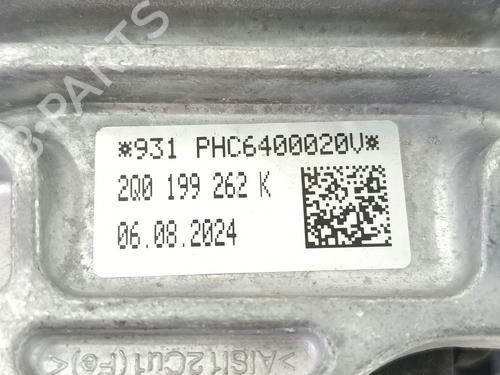 *931 PHC6400020V*
2Q0 199 262 K
06.08.2024
>AlSi12Cu1(Fe)<
B-PARTS